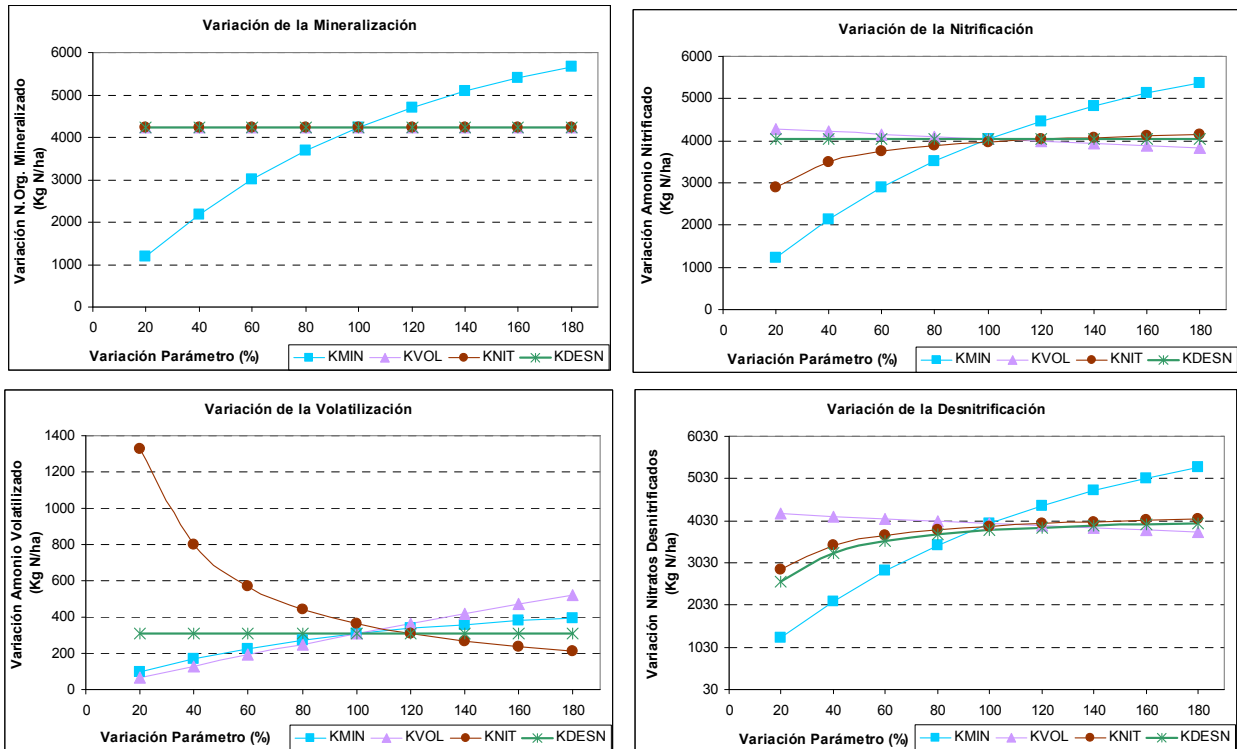 Variación de la Mineralización
Variación N.Org. Mineralizado
(Kg N/ha)
6000
5000
4000
3000
2000
1000
0
0 20 40 60 80 100 120 140 160 180
Variación Parámetro (%)
KMIN KVOL KNIT KDESN
Variación de la Nitrificación
Variación Amonio Nitrificado
(Kg N/ha)
6000
5000
4000
3000
2000
1000
0
0 20 40 60 80 100 120 140 160 180
Variación Parámetro (%)
KMIN KVOL KNIT KDESN
Variación de la Volatilización
Variación Amonio Volatilizado
(Kg N/ha)
1400
1200
1000
800
600
400
200
0
0 20 40 60 80 100 120 140 160 180
Variación Parámetro (%)
KMIN KVOL KNIT KDESN
Variación de la Desnitrificación
Variación Nitratos Desnitrificados
(Kg N/ha)
6030
5030
4030
3030
2030
1030
30
0 20 40 60 80 100 120 140 160 180
Variación Parámetro (%)
KMIN KVOL KNIT KDESN